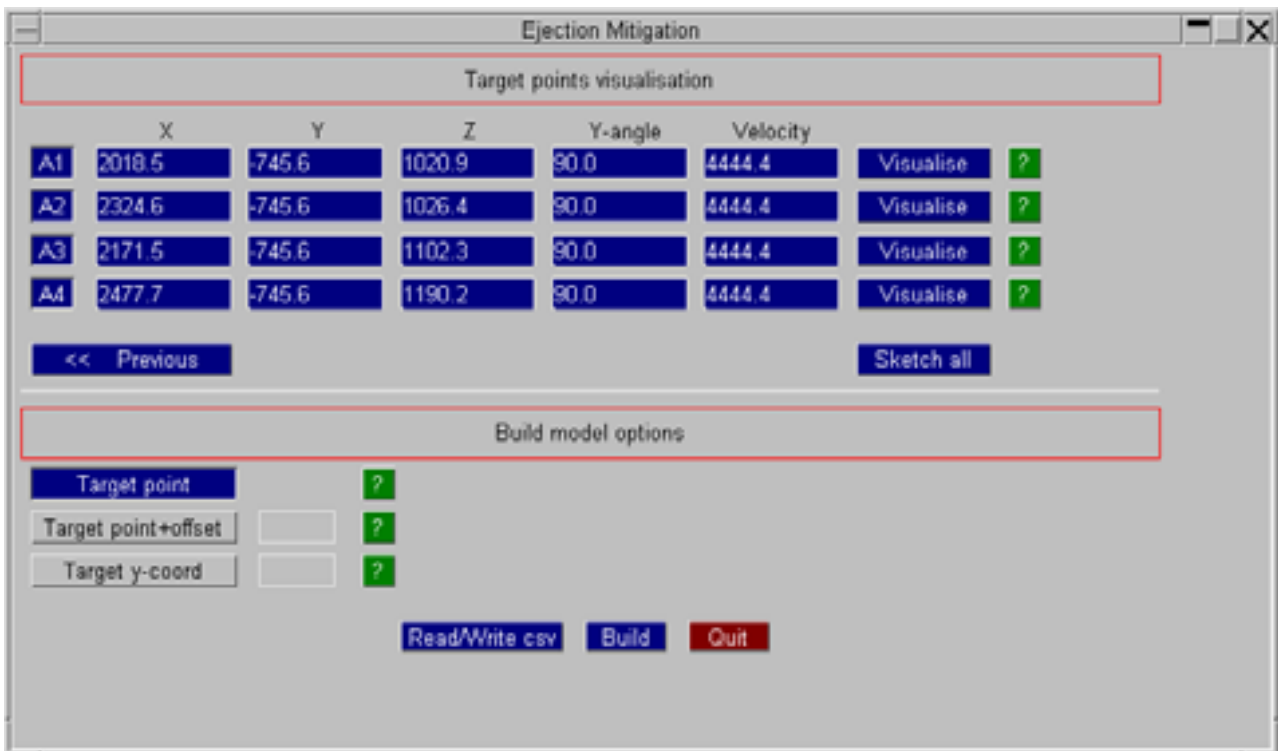 Ejection Mitigation
Target points visualisation
X Y Z Y-angle Velocity
A1 2018.5 -745.6 1020.9 90.0 4444.4 Visualise ?
A2 2324.6 -745.6 1026.4 90.0 4444.4 Visualise ?
A3 2171.5 -745.6 1102.3 90.0 4444.4 Visualise ?
A4 2477.7 -745.6 1190.2 90.0 4444.4 Visualise ?
<< Previous Sketch all
Build model options
Target point ?
Target point+offset ?
Target y-coord ?
Read/Write csv Build Quit